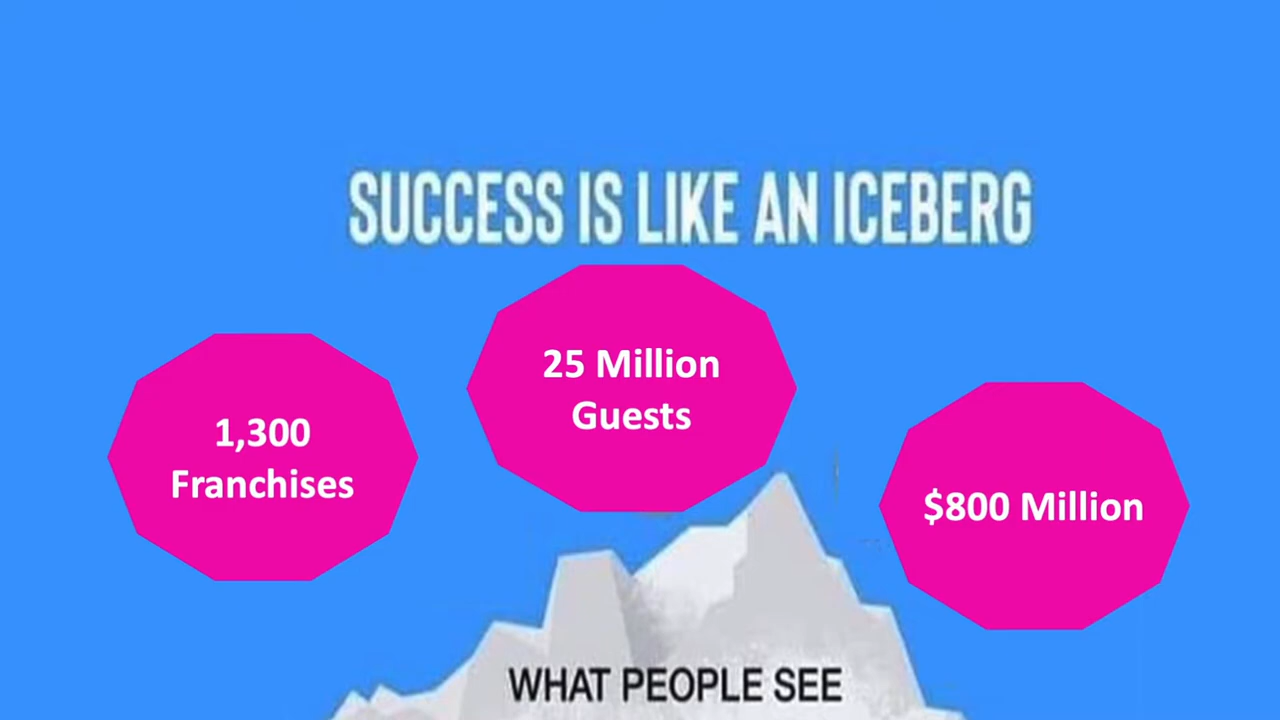 SUCCESS IS LIKE AN ICEBERG
25 Million
Guests
1,300
Franchises
$800 Million
WHAT PEOPLE SEE